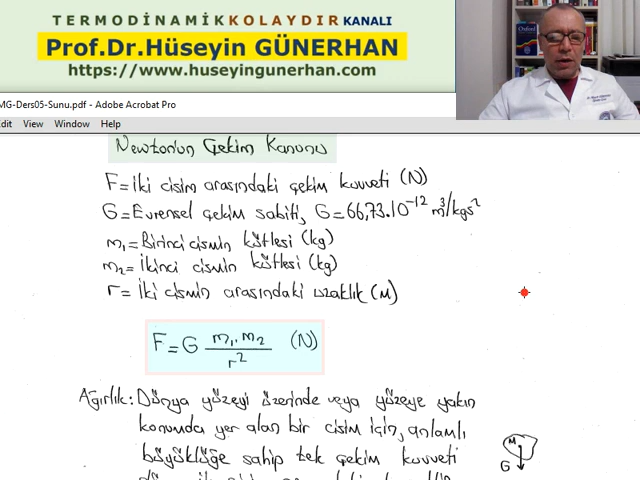 TERMODİNAMİKKOLAYDIR KANALI
Prof.Dr.Hüseyin GÜNERHAN
https://www.huseyingunerhan.com
MG-Ders05-Sunu.pdf - Adobe Acrobat Pro
dit View Window Help
Newton'un Çekim Kanunu
F=İki cisim arasındaki çekim kuvveti (N)
G=Evrensel çekim sabiti, G=66,73.10⁻¹² m³/kgs²
m₁=Birinci cismin kütlesi (kg)
m₂=İkinci cismin kütlesi (kg)
r=İki cismin arasındaki uzaklık (m)
F=G m₁.m₂/r² (N)
Ağırlık: Dünya yüzeyi üzerinde veya yüzeye yakın
konumda yer alan bir cisim için, anlamlı
büyüklüğe sahip tek çekim kuvveti
M
G